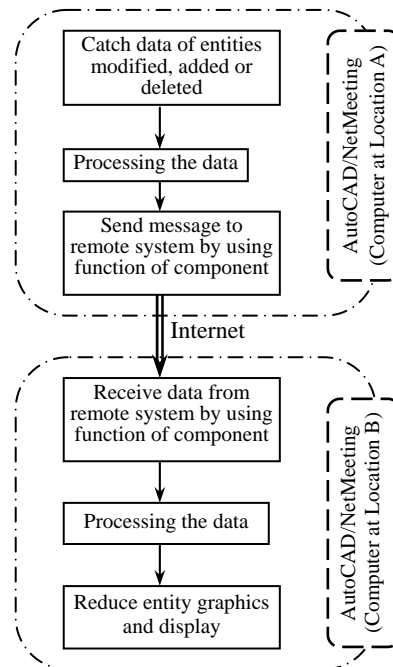 Catch data of entities
modified, added or
deleted
Processing the data
Send message to
remote system by using
function of component
AutoCAD/NetMeeting
(Computer at Location A)
Internet
Receive data from
remote system by using
function of component
Processing the data
Reduce entity graphics
and display
AutoCAD/NetMeeting
(Computer at Location B)